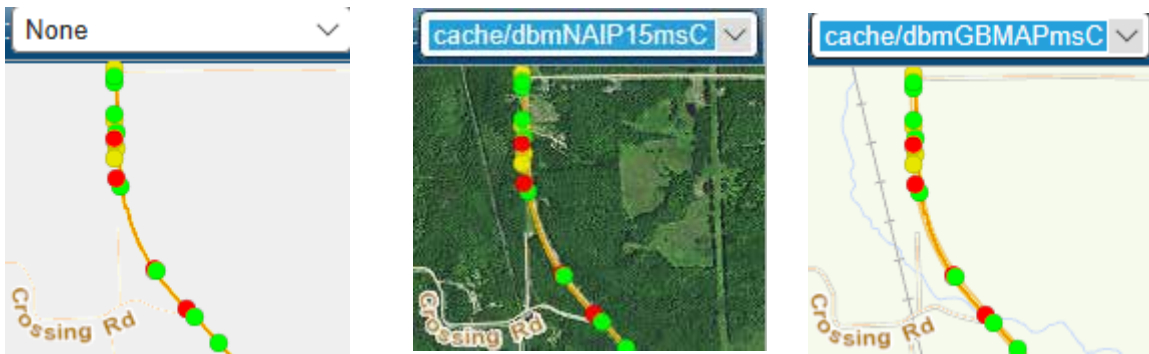 None
cache/dbmNAIP15msC
cache/dbmGBMAPmsC
Crossing Rd
Crossing Rd
Crossing Rd